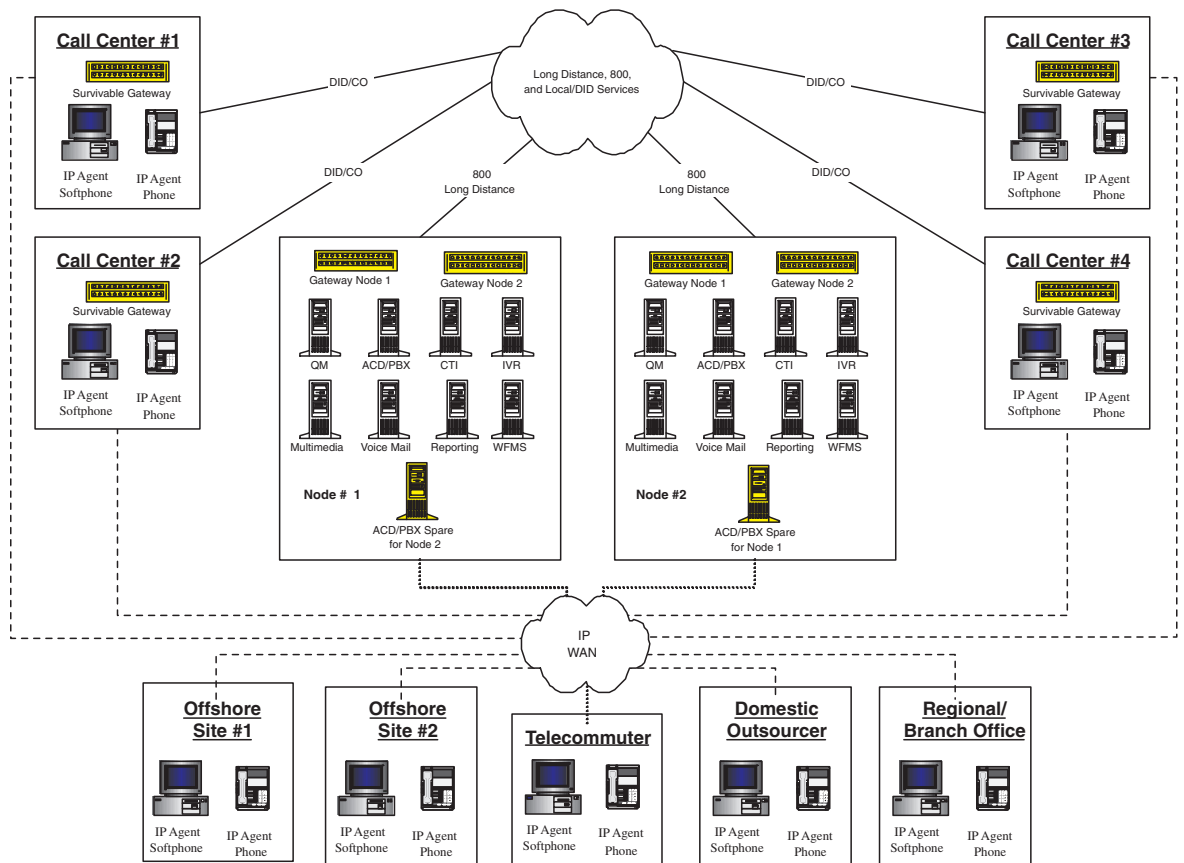 Call Center #1
Survivable Gateway
IP Agent
Softphone
IP Agent
Phone
Call Center #2
Survivable Gateway
IP Agent
Softphone
IP Agent
Phone
Long Distance, 800,
and Local/DID Services
DID/CO
DID/CO
800
Long Distance
800
Long Distance
DID/CO
DID/CO
Call Center #3
Survivable Gateway
IP Agent
Softphone
IP Agent
Phone
Call Center #4
Survivable Gateway
IP Agent
Softphone
IP Agent
Phone
Gateway Node 1
Gateway Node 2
QM
ACD/PBX
CTI
IVR
Multimedia
Voice Mail
Reporting
WFMS
Node # 1
ACD/PBX Spare
for Node 2
Gateway Node 1
Gateway Node 2
QM
ACD/PBX
CTI
IVR
Multimedia
Voice Mail
Reporting
WFMS
Node #2
ACD/PBX Spare
for Node 1
IP
WAN
Offshore
Site #1
IP Agent
Softphone
IP Agent
Phone
Offshore
Site #2
IP Agent
Softphone
IP Agent
Phone
Telecommuter
IP Agent
Softphone
IP Agent
Phone
Domestic
Outsourcer
IP Agent
Softphone
IP Agent
Phone
Regional/
Branch Office
IP Agent
Softphone
IP Agent
Phone